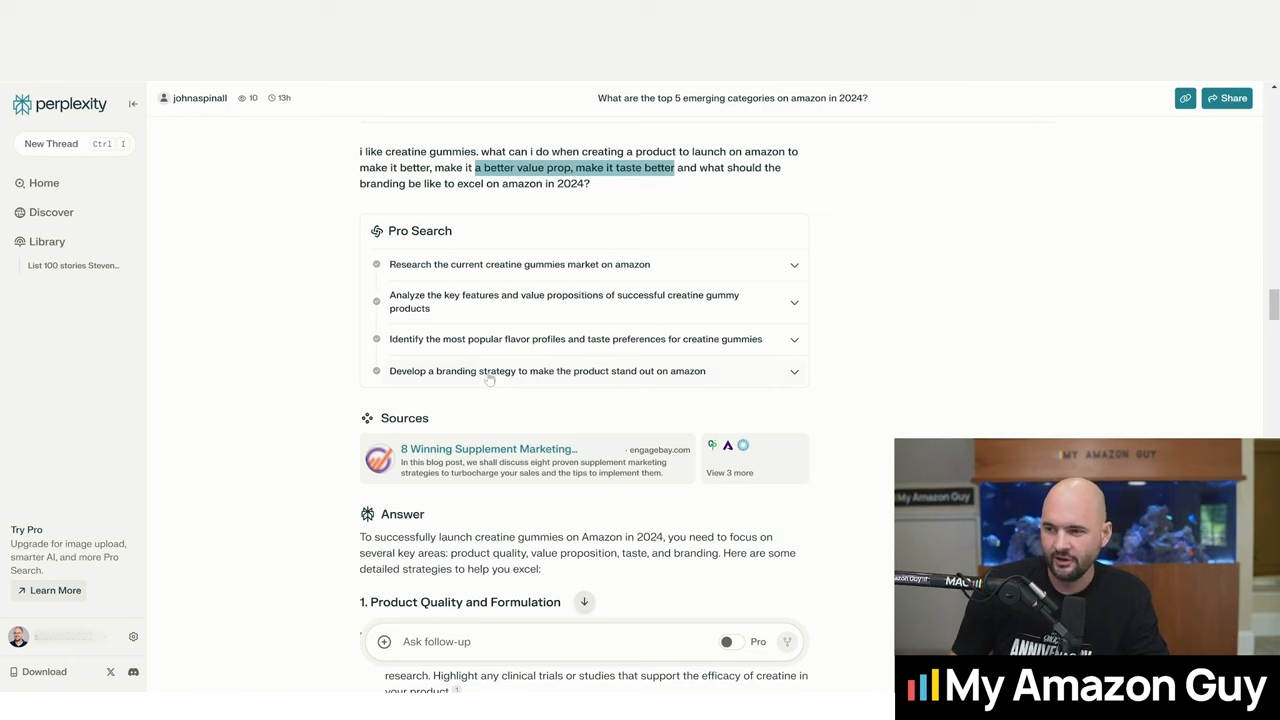 perplexity
johnaspinall
10
13h
What are the top 5 emerging categories on amazon in 2024?
Share
New Thread
Ctrl
I
Home
Discover
Library
List 100 stories Steven...
i like creatine gummies. what can i do when creating a product to launch on amazon to
make it better, make it a better value prop, make it taste better and what should the
branding be like to excel on amazon in 2024?
Pro Search
Research the current creatine gummies market on amazon
Analyze the key features and value propositions of successful creatine gummy
products
Identify the most popular flavor profiles and taste preferences for creatine gummies
Develop a branding strategy to make the product stand out on amazon
Sources
8 Winning Supplement Marketing...
· engagebay.com
In this blog post, we shall discuss eight proven supplement marketing
strategies to turbocharge your sales and the tips to implement them.
View 3 more
Answer
To successfully launch creatine gummies on Amazon in 2024, you need to focus on
several key areas: product quality, value proposition, taste, and branding. Here are some
detailed strategies to help you excel:
1. Product Quality and Formulation
Ask follow-up
Pro
research. Highlight any clinical trials or studies that support the efficacy of creatine in
your product
1
Try Pro
Upgrade for image upload,
smarter AI, and more Pro
Search.
Learn More
Download
MY AMAZON GUY
My Amazon Guy
My Amazon Guy